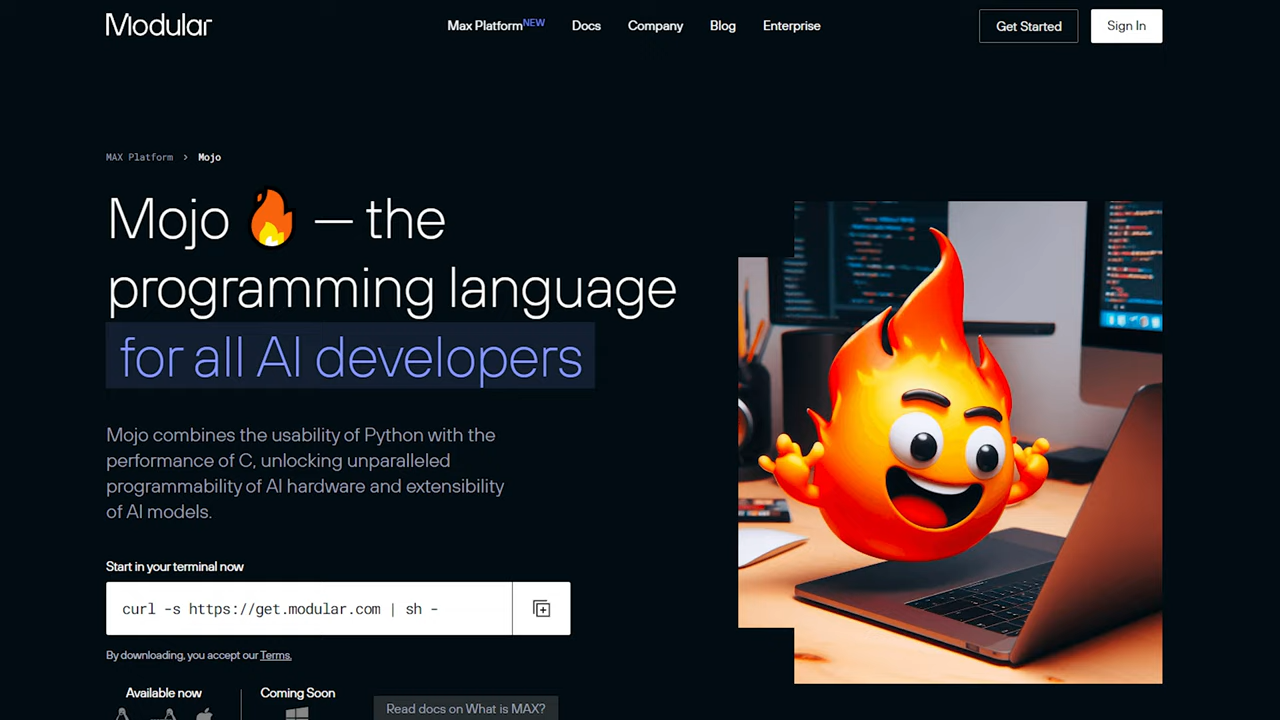 Modular
Max Platform NEW Docs Company Blog Enterprise Get Started Sign In
MAX Platform > Mojo
Mojo 🔥 — the
programming language
for all AI developers
Mojo combines the usability of Python with the
performance of C, unlocking unparalleled
programmability of AI hardware and extensibility
of AI models.
Start in your terminal now
curl -s https://get.modular.com | sh -
By downloading, you accept our Terms.
Available now Coming Soon
Read docs on What is MAX?